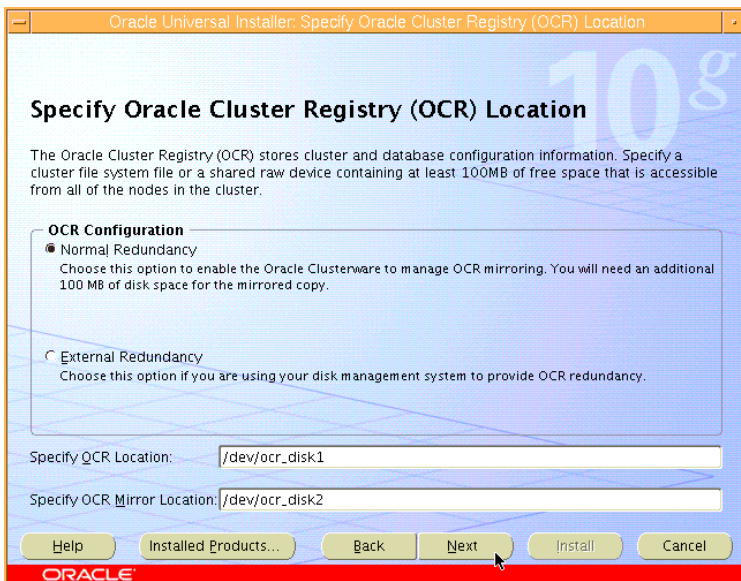 Oracle Universal Installer: Specify Oracle Cluster Registry (OCR) Location
10g
Specify Oracle Cluster Registry (OCR) Location
The Oracle Cluster Registry (OCR) stores cluster and database configuration information. Specify a
cluster file system file or a shared raw device containing at least 100MB of free space that is accessible
from all of the nodes in the cluster.
OCR Configuration
Normal Redundancy
Choose this option to enable the Oracle Clusterware to manage OCR mirroring. You will need an additional
100 MB of disk space for the mirrored copy.
External Redundancy
Choose this option if you are using your disk management system to provide OCR redundancy.
Specify OCR Location: /dev/ocr_disk1
Specify OCR Mirror Location: /dev/ocr_disk2
Help Installed Products... Back Next Install Cancel
ORACLE